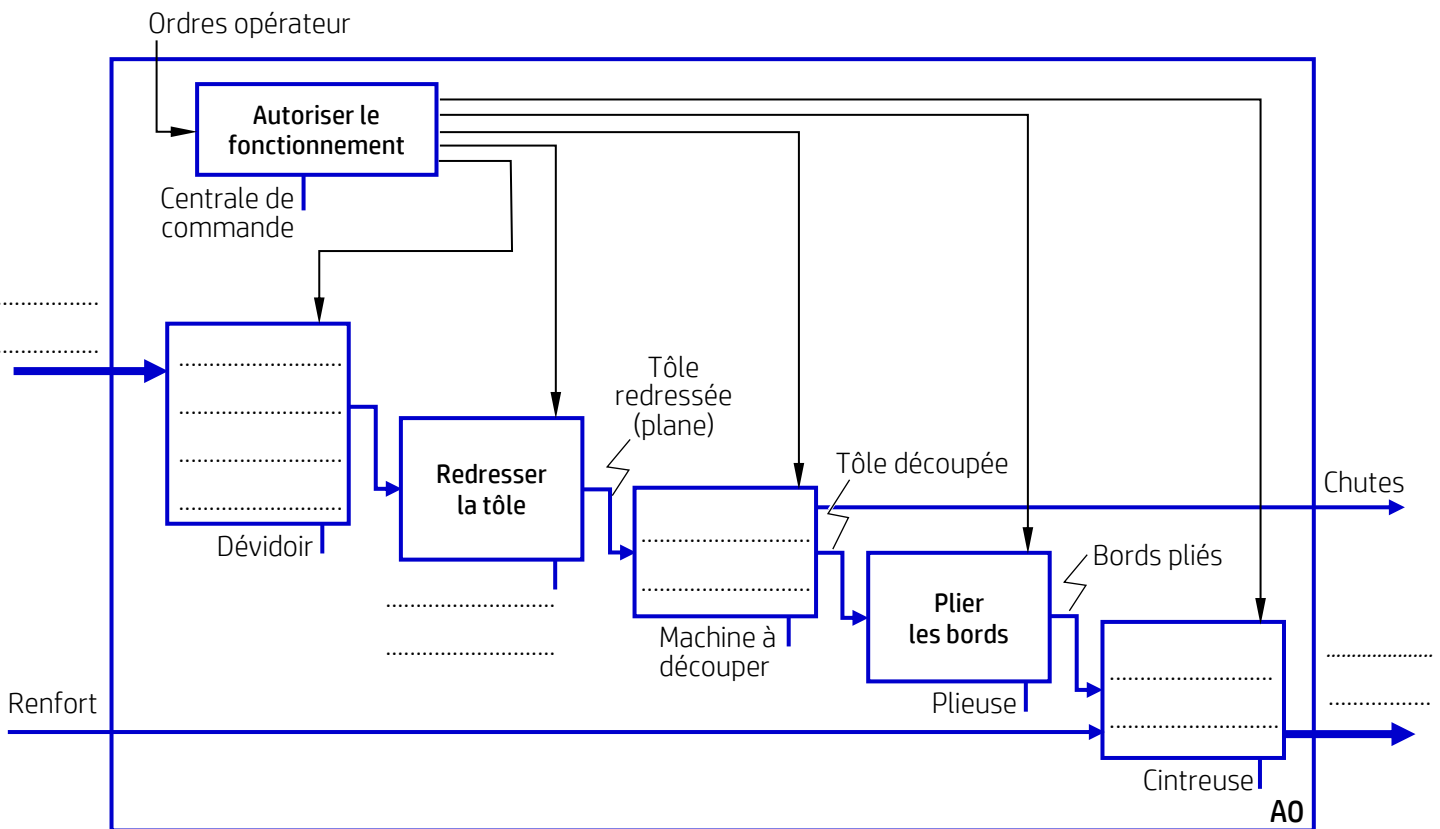 Ordres opérateur
Autoriser le
fonctionnement
Centrale de
commande
................
................
..................................
..................................
..................................
..................................
Dévidoir
Redresser
la tôle
...................................
...................................
Tôle
redressée
(plane)
...................................
...................................
Machine à
découper
Tôle découpée
Chutes
Plier
les bords
Plieuse
Bords pliés
Renfort
..................................
..................................
Cintreuse
......................
......................
A0